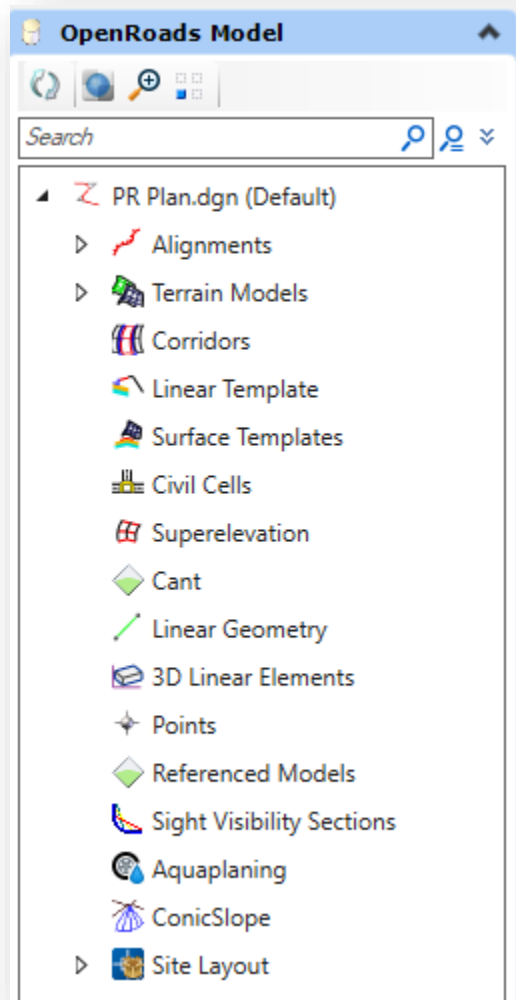 OpenRoads Model
Search
PR Plan.dgn (Default)
Alignments
Terrain Models
Corridors
Linear Template
Surface Templates
Civil Cells
Superelevation
Cant
Linear Geometry
3D Linear Elements
Points
Referenced Models
Sight Visibility Sections
Aquaplaning
ConicSlope
Site Layout